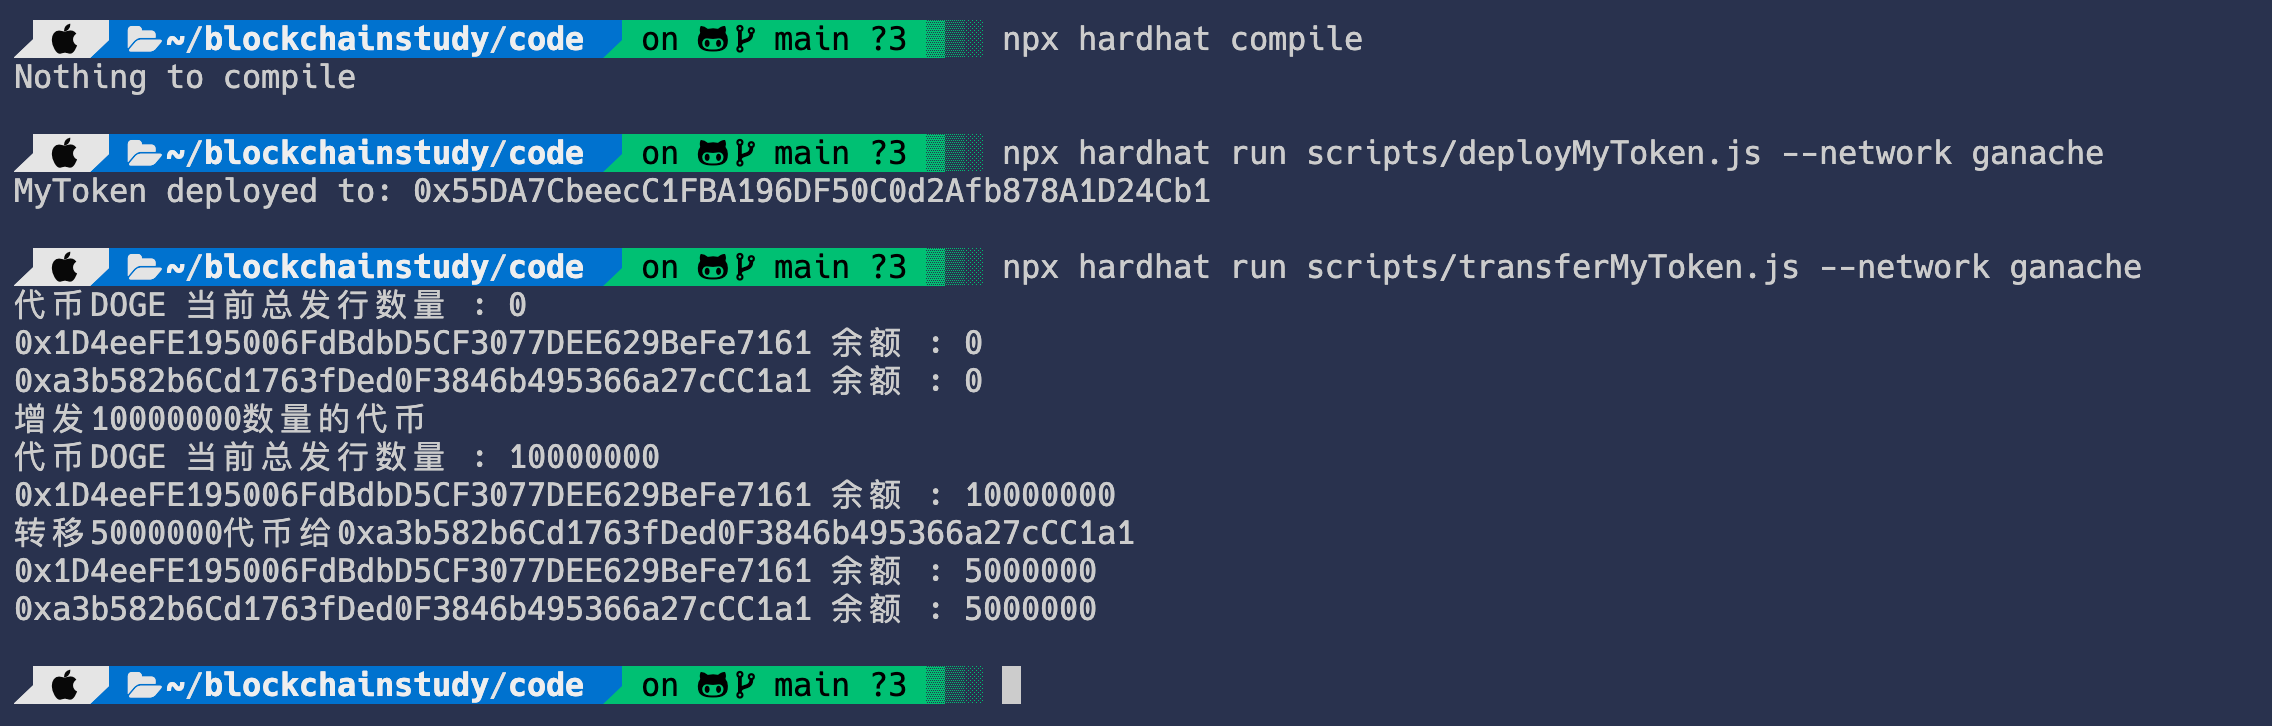 ~/blockchainstudy/code on main ?3 npx hardhat compile
Nothing to compile
~/blockchainstudy/code on main ?3 npx hardhat run scripts/deployMyToken.js --network ganache
MyToken deployed to: 0x55DA7CbeecC1FBA196DF50C0d2Afb878A1D24Cb1
~/blockchainstudy/code on main ?3 npx hardhat run scripts/transferMyToken.js --network ganache
代币DOGE 当前总发行数量 : 0
0x1D4eeFE195006FdBdbD5CF3077DEE629BeFe7161 余额 : 0
0xa3b582b6Cd1763fDed0F3846b495366a27cCC1a1 余额 : 0
增发10000000数量的代币
代币DOGE 当前总发行数量 : 10000000
0x1D4eeFE195006FdBdbD5CF3077DEE629BeFe7161 余额 : 10000000
转移5000000代币给0xa3b582b6Cd1763fDed0F3846b495366a27cCC1a1
0x1D4eeFE195006FdBdbD5CF3077DEE629BeFe7161 余额 : 5000000
0xa3b582b6Cd1763fDed0F3846b495366a27cCC1a1 余额 : 5000000
~/blockchainstudy/code on main ?3